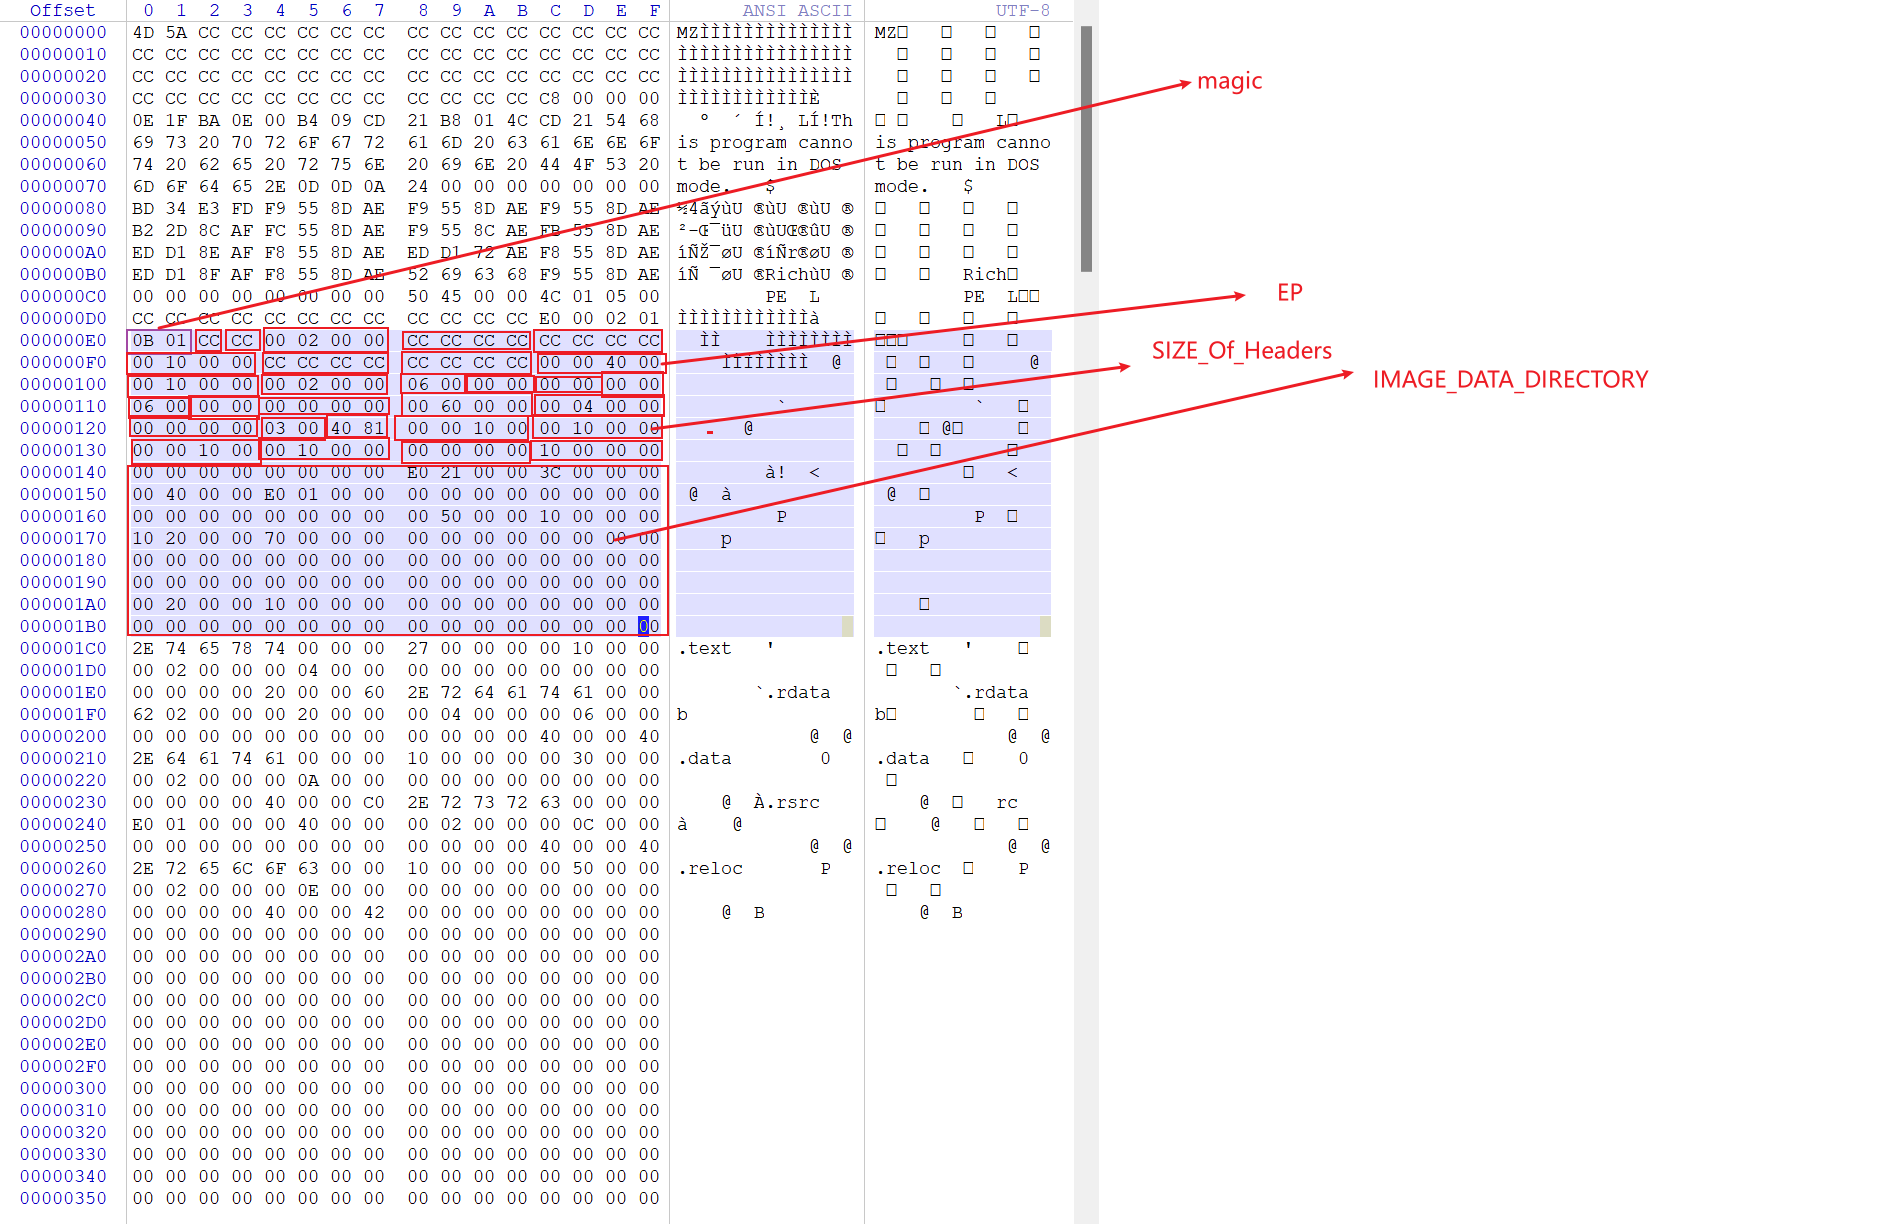 Offset 0 1 2 3 4 5 6 7 8 9 A B C D E F ANSI ASCII UTF-8
00000000 4D 5A CC CC CC CC CC CC CC CC CC CC CC CC CC CC MZÌÌÌÌÌÌÌÌÌÌÌÌÌÌ MZ□ □ □ □
00000010 CC CC CC CC CC CC CC CC CC CC CC CC CC CC CC CC ÌÌÌÌÌÌÌÌÌÌÌÌÌÌÌÌ □ □ □ □
00000020 CC CC CC CC CC CC CC CC CC CC CC CC CC CC CC CC ÌÌÌÌÌÌÌÌÌÌÌÌÌÌÌÌ □ □ □ □
00000030 CC CC CC CC CC CC CC CC CC CC CC CC C8 00 00 00 ÌÌÌÌÌÌÌÌÌÌÌÌÈ □ □ □
magic
00000040 0E 1F BA 0E 00 B4 09 CD 21 B8 01 4C CD 21 54 68 º ´ Í!¸ LÍ!Th □ □ □ L□
00000050 69 73 20 70 72 6F 67 72 61 6D 20 63 61 6E 6E 6F is program canno is program canno
00000060 74 20 62 65 20 72 75 6E 20 69 6E 20 44 4F 53 20 t be run in DOS t be run in DOS
00000070 6D 6F 64 65 2E 0D 0D 0A 24 00 00 00 00 00 00 00 mode. $ mode. $
00000080 BD 34 E3 FD F9 55 8D AE F9 55 8D AE F9 55 8D AE ½4ãýùU ®ùU ®ùU ® □ □ □ □
00000090 B2 2D 8C AF FC 55 8D AE F9 55 8C AE FB 55 8D AE ²-Œ¯üU ®ùUŒ®ûU ® □ □ □ □
000000A0 ED D1 8E AF F8 55 8D AE ED D1 72 AE F8 55 8D AE íÑŽ¯øU ®íÑr®øU ® □ □ □ □
000000B0 ED D1 8F AF F8 55 8D AE 52 69 63 68 F9 55 8D AE íÑ ¯øU ®RichùU ® □ □ Rich□
000000C0 00 00 00 00 00 00 00 00 50 45 00 00 4C 01 05 00 PE L PE L□□
EP
000000D0 CC CC CC CC CC CC CC CC CC CC CC CC E0 00 02 01 ÌÌÌÌÌÌÌÌÌÌÌÌà □ □ □ □
000000E0 0B 01 CC CC 00 02 00 00 CC CC CC CC CC CC CC CC ÌÌ ÌÌÌÌÌÌÌÌ □□□ □ □
SIZE_Of_Headers
000000F0 00 10 00 00 CC CC CC CC CC CC CC CC 00 00 40 00 ÌÌÌÌÌÌÌÌ @ □ □ □ @
00000100 00 10 00 00 00 02 00 00 06 00 00 00 00 00 00 00 □ □ □
IMAGE_DATA_DIRECTORY
00000110 06 00 00 00 00 00 00 00 00 60 00 00 00 04 00 00 ` □ ` □
00000120 00 00 00 00 03 00 40 81 00 00 10 00 00 10 00 00 @ □ @□ □
00000130 00 00 10 00 00 10 00 00 00 00 00 00 10 00 00 00 □ □ □
00000140 00 00 00 00 00 00 00 00 E0 21 00 00 3C 00 00 00 à! < □ <
00000150 00 40 00 00 E0 01 00 00 00 00 00 00 00 00 00 00 @ à @ □
00000160 00 00 00 00 00 00 00 00 00 50 00 00 10 00 00 00 P P □
00000170 10 20 00 00 70 00 00 00 00 00 00 00 00 00 00 00 p □ p
00000180 00 00 00 00 00 00 00 00 00 00 00 00 00 00 00 00
00000190 00 00 00 00 00 00 00 00 00 00 00 00 00 00 00 00
000001A0 00 20 00 00 10 00 00 00 00 00 00 00 00 00 00 00 □
000001B0 00 00 00 00 00 00 00 00 00 00 00 00 00 00 00 00
000001C0 2E 74 65 78 74 00 00 00 27 00 00 00 00 10 00 00 .text ' .text ' □
000001D0 00 02 00 00 00 04 00 00 00 00 00 00 00 00 00 00 □ □
000001E0 00 00 00 00 20 00 00 60 2E 72 64 61 74 61 00 00 `.rdata `.rdata
000001F0 62 02 00 00 00 20 00 00 00 04 00 00 00 06 00 00 b b□ □ □
00000200 00 00 00 00 00 00 00 00 00 00 00 00 40 00 00 40 @ @ @ @
00000210 2E 64 61 74 61 00 00 00 10 00 00 00 00 30 00 00 .data 0 .data □ 0
00000220 00 02 00 00 00 0A 00 00 00 00 00 00 00 00 00 00 □
00000230 00 00 00 00 40 00 00 C0 2E 72 73 72 63 00 00 00 @ À.rsrc @ □ rc
00000240 E0 01 00 00 00 40 00 00 00 02 00 00 00 0C 00 00 à @ □ @ □ □
00000250 00 00 00 00 00 00 00 00 00 00 00 00 40 00 00 40 @ @ @ @
00000260 2E 72 65 6C 6F 63 00 00 10 00 00 00 00 50 00 00 .reloc P .reloc □ P
00000270 00 02 00 00 00 0E 00 00 00 00 00 00 00 00 00 00 □ □
00000280 00 00 00 00 40 00 00 42 00 00 00 00 00 00 00 00 @ B @ B
00000290 00 00 00 00 00 00 00 00 00 00 00 00 00 00 00 00
000002A0 00 00 00 00 00 00 00 00 00 00 00 00 00 00 00 00
000002B0 00 00 00 00 00 00 00 00 00 00 00 00 00 00 00 00
000002C0 00 00 00 00 00 00 00 00 00 00 00 00 00 00 00 00
000002D0 00 00 00 00 00 00 00 00 00 00 00 00 00 00 00 00
000002E0 00 00 00 00 00 00 00 00 00 00 00 00 00 00 00 00
000002F0 00 00 00 00 00 00 00 00 00 00 00 00 00 00 00 00
00000300 00 00 00 00 00 00 00 00 00 00 00 00 00 00 00 00
00000310 00 00 00 00 00 00 00 00 00 00 00 00 00 00 00 00
00000320 00 00 00 00 00 00 00 00 00 00 00 00 00 00 00 00
00000330 00 00 00 00 00 00 00 00 00 00 00 00 00 00 00 00
00000340 00 00 00 00 00 00 00 00 00 00 00 00 00 00 00 00
00000350 00 00 00 00 00 00 00 00 00 00 00 00 00 00 00 00